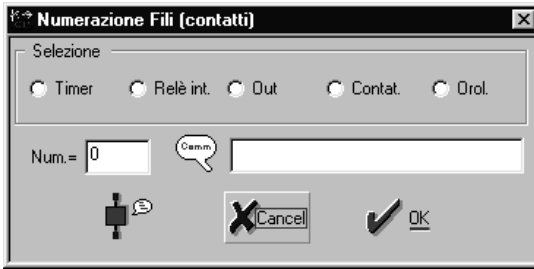 Numerazione Fili (contatti)
Selezione
Timer Relè int. Out Contat. Orol.
Num.= 0 Comm
Cancel OK